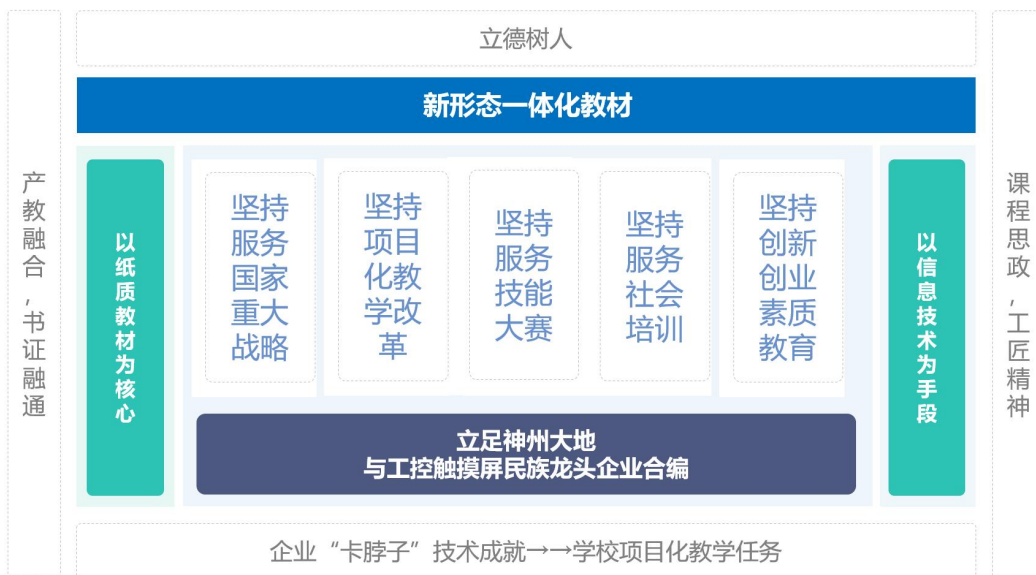 立德树人
新形态一体化教材
产教融合,书证融通
以纸质教材为核心
坚持
服务
国家
重大
战略
坚持
项目
化教
学改
革
坚持
服务
技能
大赛
坚持
服务
社会
培训
坚持
创新
创业
素质
教育
以信息技术为手段
课程思政,工匠精神
立足神州大地
与工控触摸屏民族龙头企业合编
企业“卡脖子”技术成就→→学校项目化教学任务